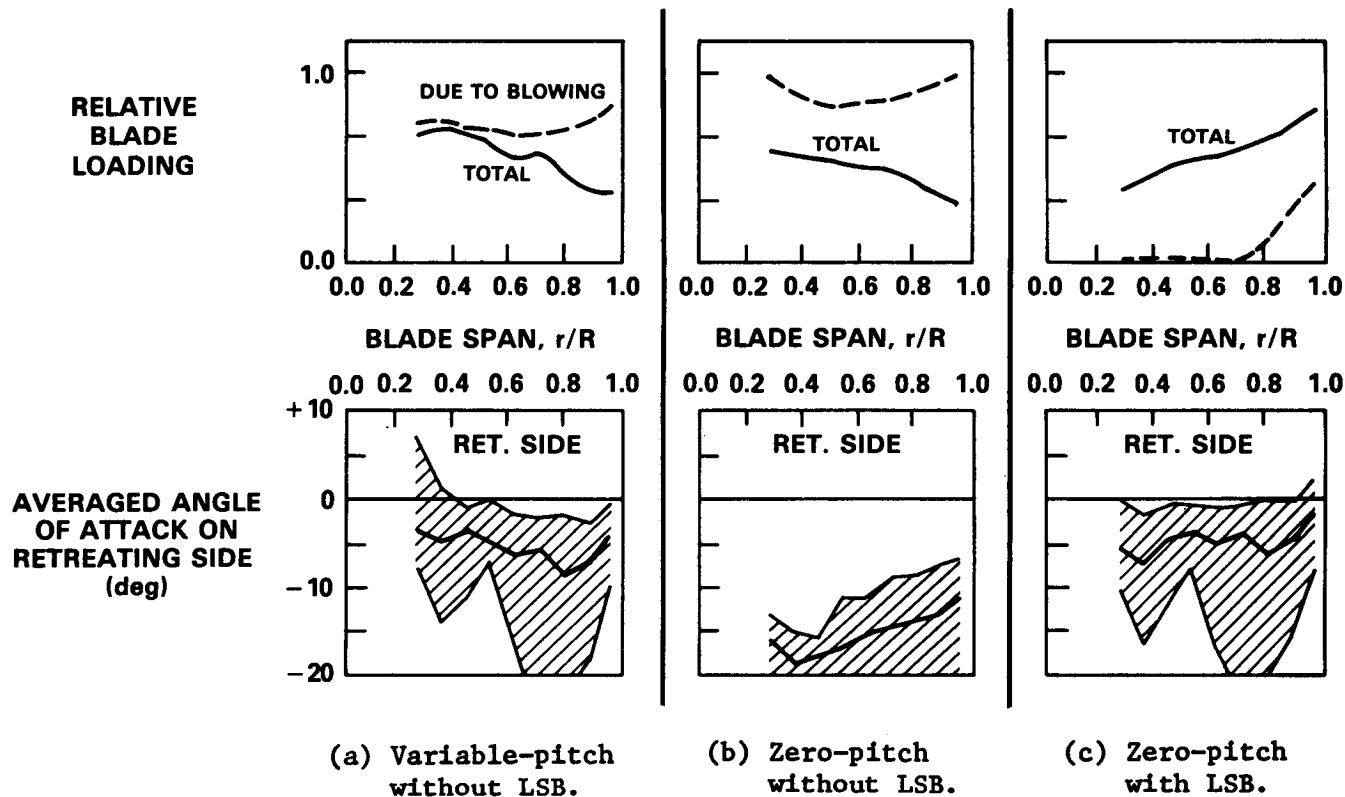 RELATIVE
BLADE
LOADING
1.0
0.0
DUE TO BLOWING
TOTAL
TOTAL
TOTAL
0.0 0.2 0.4 0.6 0.8 1.0
0.0 0.2 0.4 0.6 0.8 1.0
0.0 0.2 0.4 0.6 0.8 1.0
BLADE SPAN, r/R
BLADE SPAN, r/R
BLADE SPAN, r/R
0.0 0.2 0.4 0.6 0.8 1.0
0.0 0.2 0.4 0.6 0.8 1.0
0.0 0.2 0.4 0.6 0.8 1.0
AVERAGED ANGLE
OF ATTACK ON
RETREATING SIDE
(deg)
+10
0
-10
-20
RET. SIDE
RET. SIDE
RET. SIDE
(a) Variable-pitch
without LSB.
(b) Zero-pitch
without LSB.
(c) Zero-pitch
with LSB.